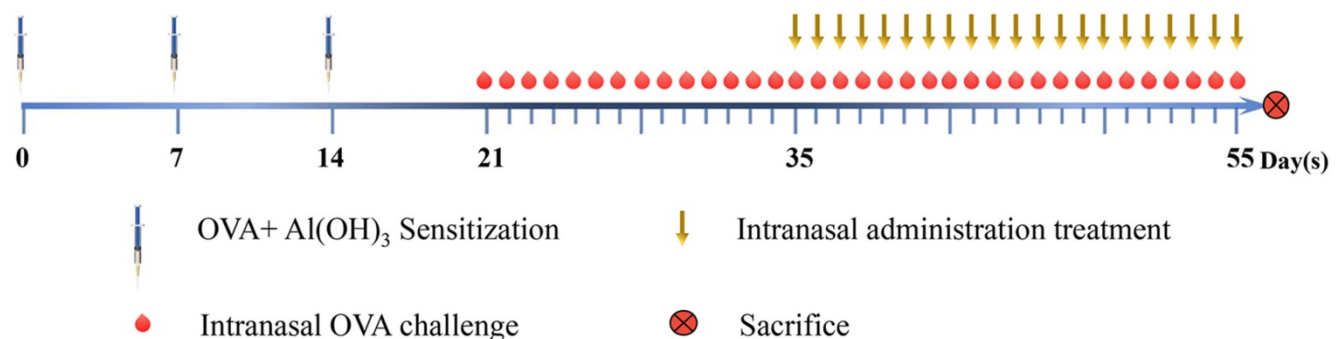 0 7 14 21 35 55 Day(s)
OVA+ Al(OH)₃ Sensitization
Intranasal administration treatment
Intranasal OVA challenge
Sacrifice